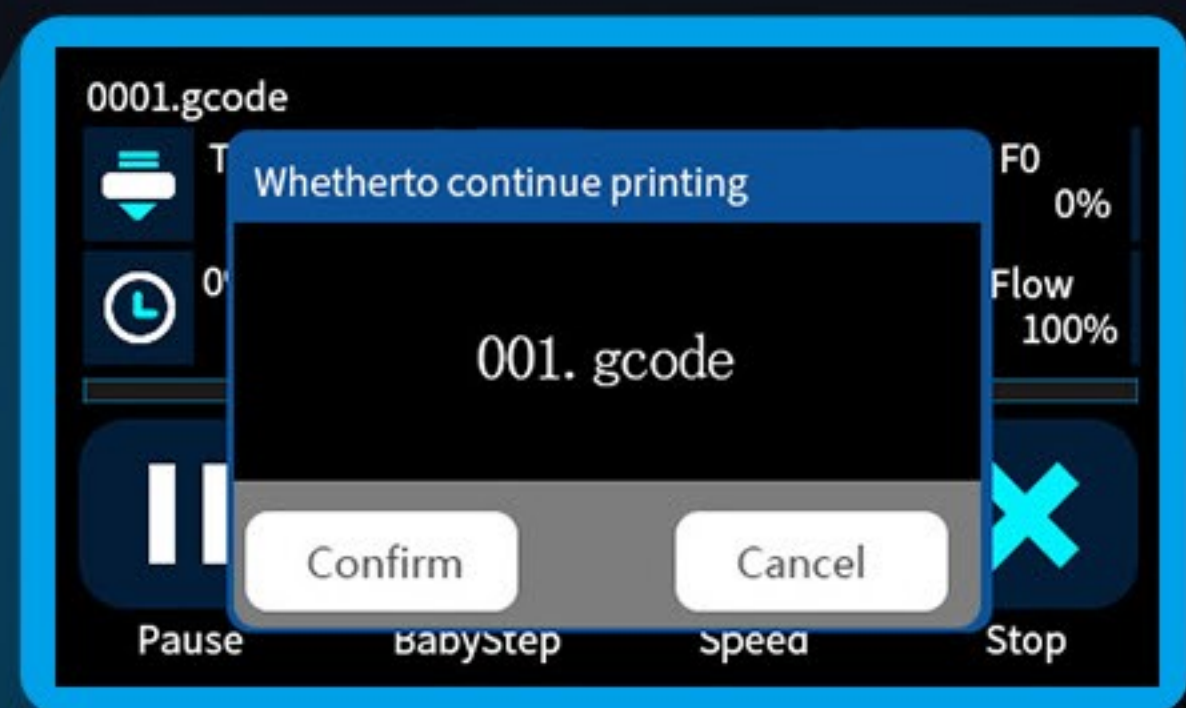 0001.gcode
F0
0%
Whetherto continue printing
Flow
100%
001. gcode
Confirm Cancel
Pause BabyStep Speed Stop